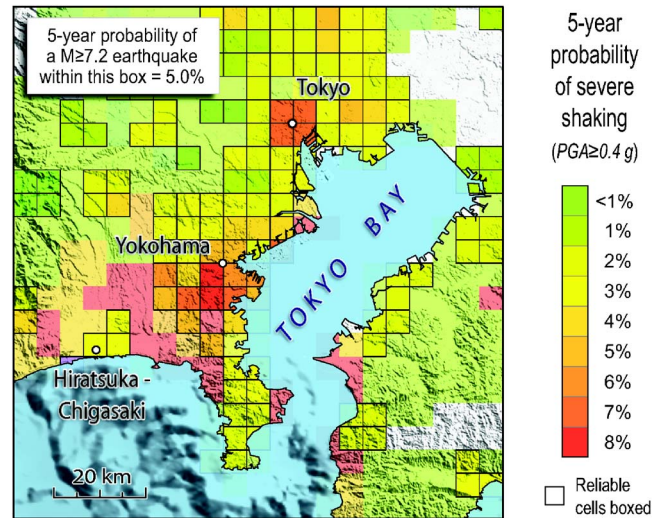 5-year probability of
a M≥7.2 earthquake
within this box = 5.0%
Tokyo
Yokohama
TOKYO BAY
Hiratsuka -
Chigasaki
20 km
5-year
probability
of severe
shaking
(PGA≥0.4 g)
<1%
1%
2%
3%
4%
5%
6%
7%
8%
Reliable
cells boxed